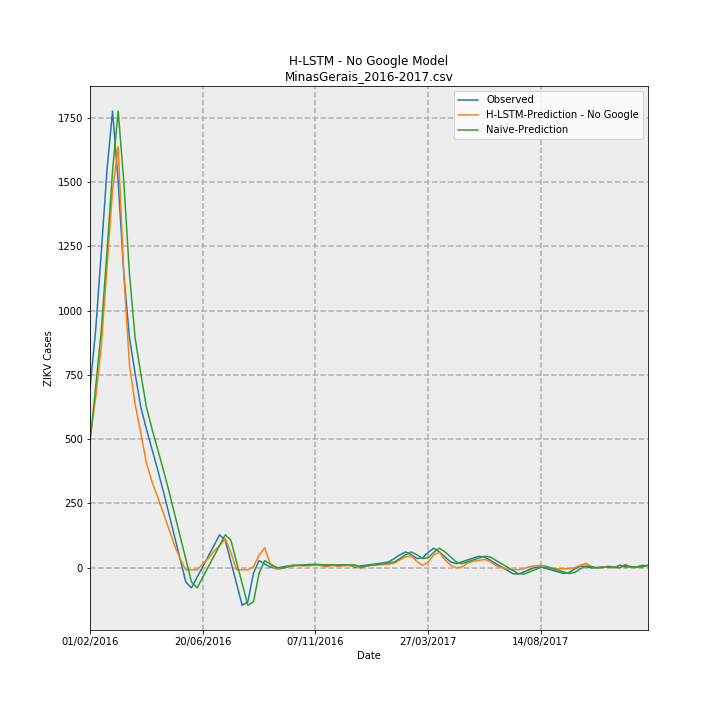 H-LSTM - No Google Model
MinasGerais_2016-2017.csv
Observed
H-LSTM-Prediction - No Google
Naive-Prediction
1750
1500
1250
1000
750
500
250
0
ZIKV Cases
01/02/2016
20/06/2016
07/11/2016
27/03/2017
14/08/2017
Date